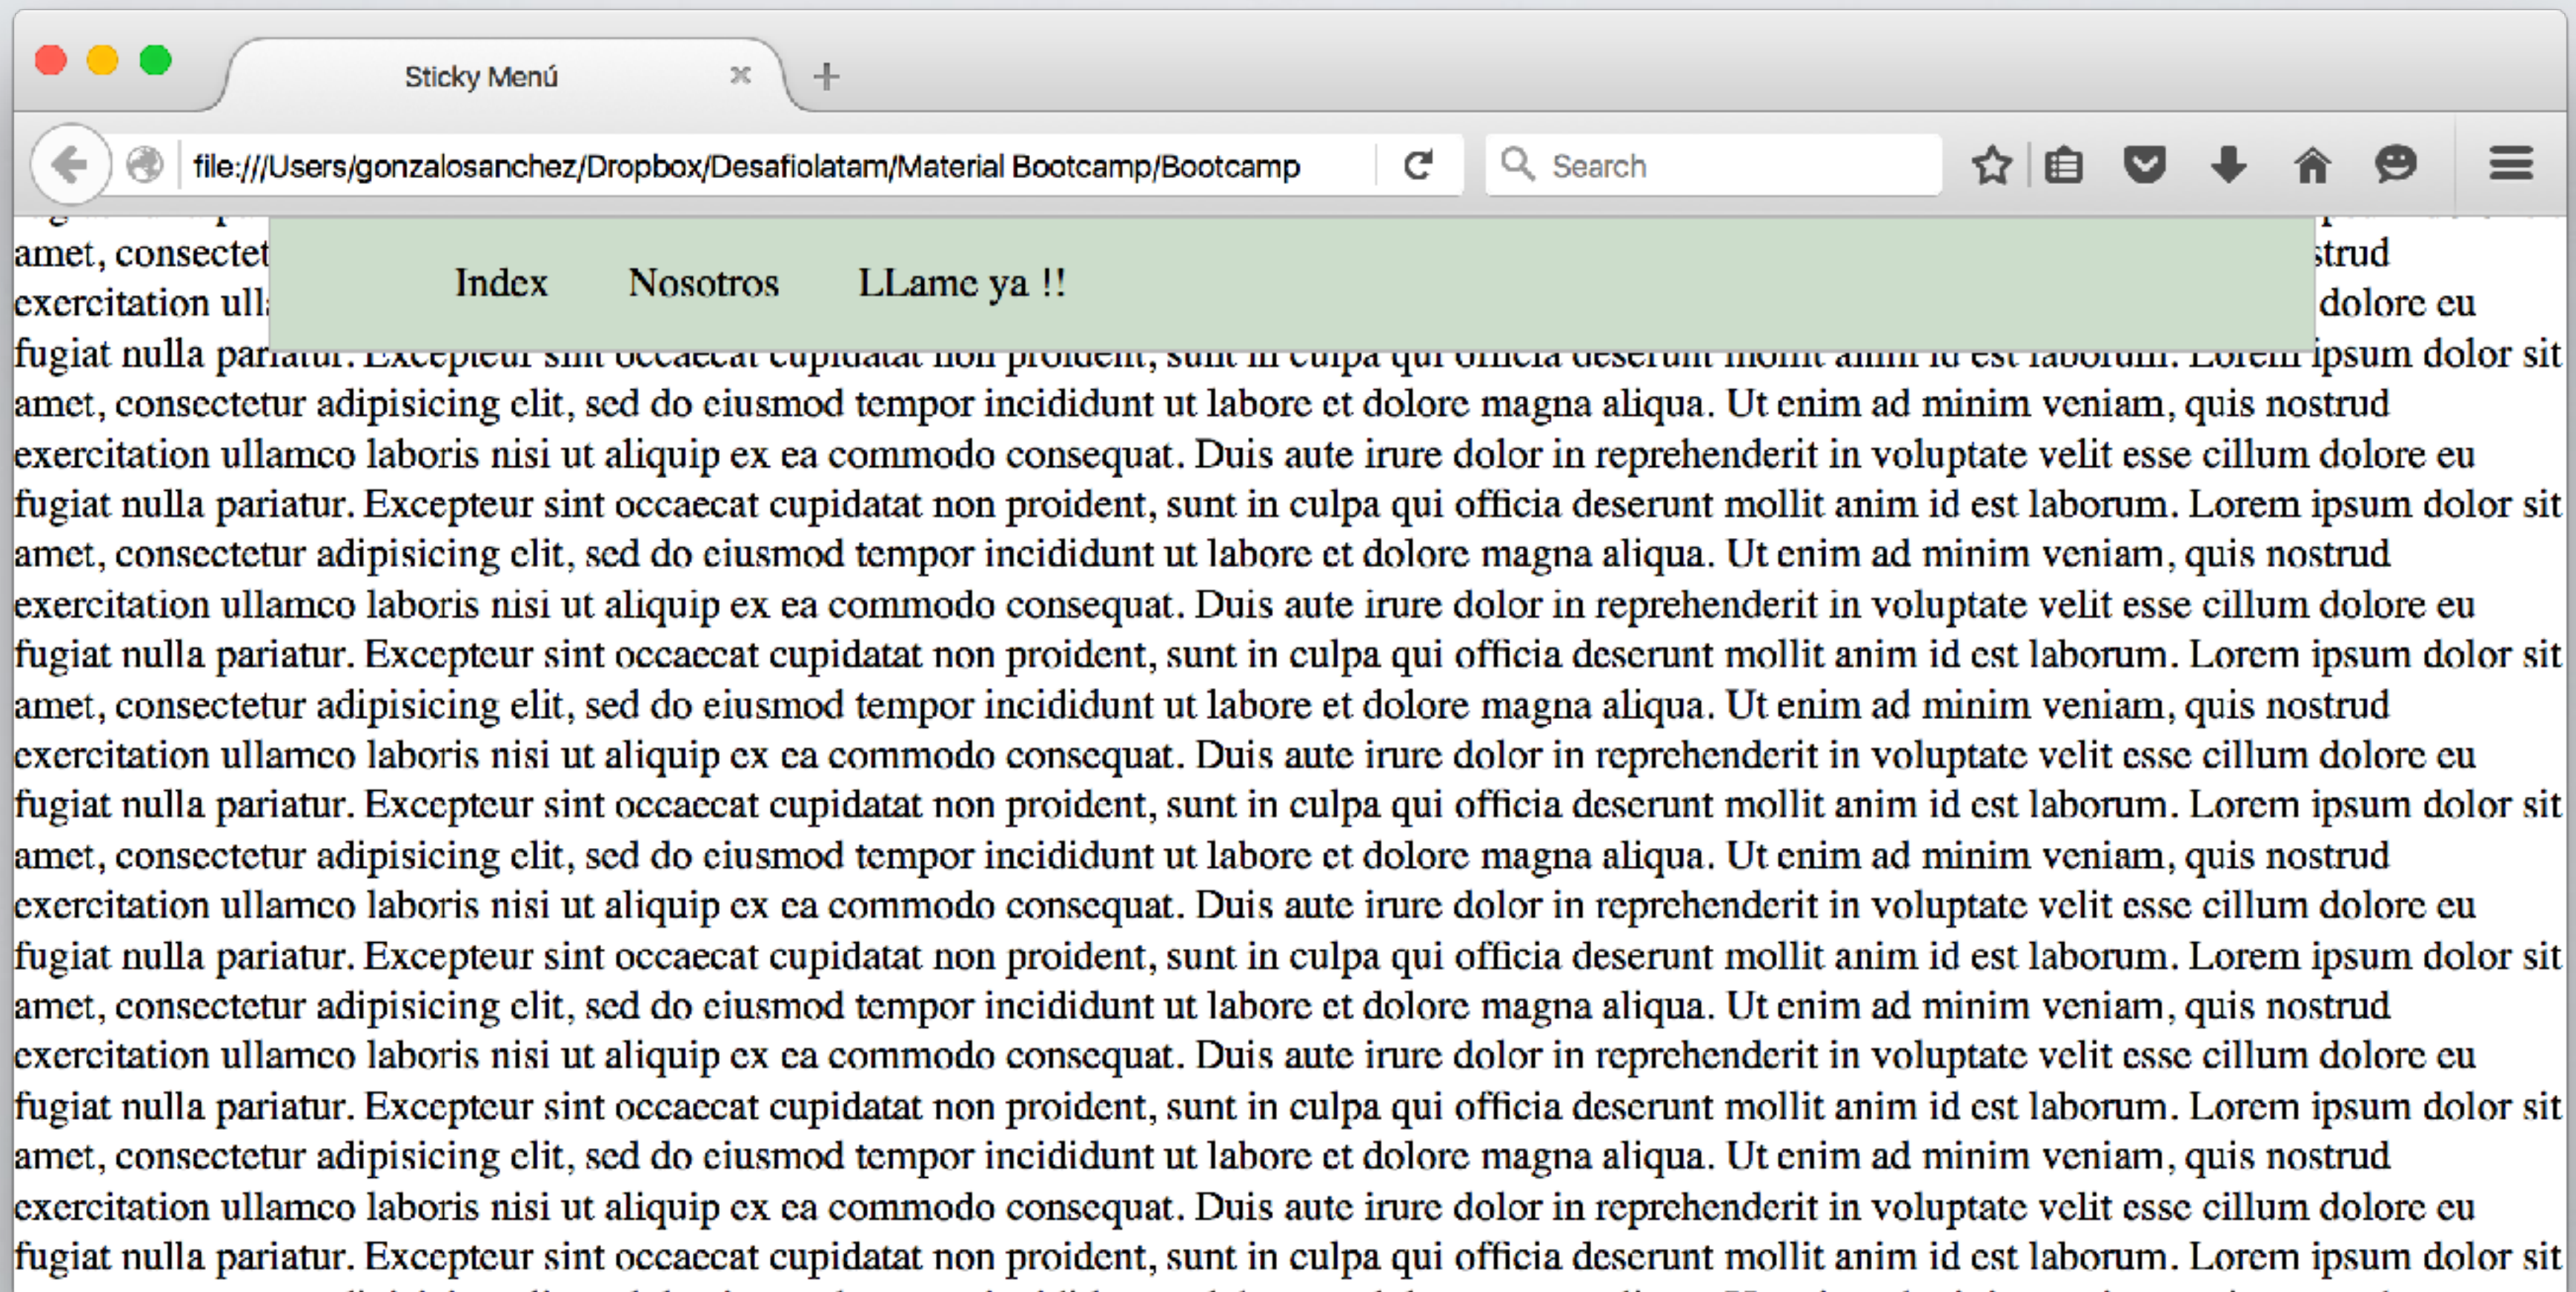 Sticky Menú
file:///Users/gonzalosanchez/Dropbox/Desafiolatam/Material Bootcamp/Bootcamp
Search
Index Nosotros LLame ya !!
amet, consectet strud
exercitation dolore eu
fugiat nulla pariatur. Excepteur sint occaecat cupidatat non proident, sunt in culpa qui officia deserunt mollit anim id est laborum. Lorem ipsum dolor sit
amet, consectetur adipisicing elit, sed do eiusmod tempor incididunt ut labore et dolore magna aliqua. Ut enim ad minim veniam, quis nostrud
exercitation ullamco laboris nisi ut aliquip ex ea commodo consequat. Duis aute irure dolor in reprehenderit in voluptate velit esse cillum dolore eu
fugiat nulla pariatur. Excepteur sint occaecat cupidatat non proident, sunt in culpa qui officia deserunt mollit anim id est laborum. Lorem ipsum dolor sit
amet, consectetur adipisicing elit, sed do eiusmod tempor incididunt ut labore et dolore magna aliqua. Ut enim ad minim veniam, quis nostrud
exercitation ullamco laboris nisi ut aliquip ex ea commodo consequat. Duis aute irure dolor in reprehenderit in voluptate velit esse cillum dolore eu
fugiat nulla pariatur. Excepteur sint occaecat cupidatat non proident, sunt in culpa qui officia deserunt mollit anim id est laborum. Lorem ipsum dolor sit
amet, consectetur adipisicing elit, sed do eiusmod tempor incididunt ut labore et dolore magna aliqua. Ut enim ad minim veniam, quis nostrud
exercitation ullamco laboris nisi ut aliquip ex ea commodo consequat. Duis aute irure dolor in reprehenderit in voluptate velit esse cillum dolore eu
fugiat nulla pariatur. Excepteur sint occaecat cupidatat non proident, sunt in culpa qui officia deserunt mollit anim id est laborum. Lorem ipsum dolor sit
amet, consectetur adipisicing elit, sed do eiusmod tempor incididunt ut labore et dolore magna aliqua. Ut enim ad minim veniam, quis nostrud
exercitation ullamco laboris nisi ut aliquip ex ea commodo consequat. Duis aute irure dolor in reprehenderit in voluptate velit esse cillum dolore eu
fugiat nulla pariatur. Excepteur sint occaecat cupidatat non proident, sunt in culpa qui officia deserunt mollit anim id est laborum. Lorem ipsum dolor sit
amet, consectetur adipisicing elit, sed do eiusmod tempor incididunt ut labore et dolore magna aliqua. Ut enim ad minim veniam, quis nostrud
exercitation ullamco laboris nisi ut aliquip ex ea commodo consequat. Duis aute irure dolor in reprehenderit in voluptate velit esse cillum dolore eu
fugiat nulla pariatur. Excepteur sint occaecat cupidatat non proident, sunt in culpa qui officia deserunt mollit anim id est laborum. Lorem ipsum dolor sit
amet, consectetur adipisicing elit, sed do eiusmod tempor incididunt ut labore et dolore magna aliqua. Ut enim ad minim veniam, quis nostrud
exercitation ullamco laboris nisi ut aliquip ex ea commodo consequat. Duis aute irure dolor in reprehenderit in voluptate velit esse cillum dolore eu
fugiat nulla pariatur. Excepteur sint occaecat cupidatat non proident, sunt in culpa qui officia deserunt mollit anim id est laborum. Lorem ipsum dolor sit